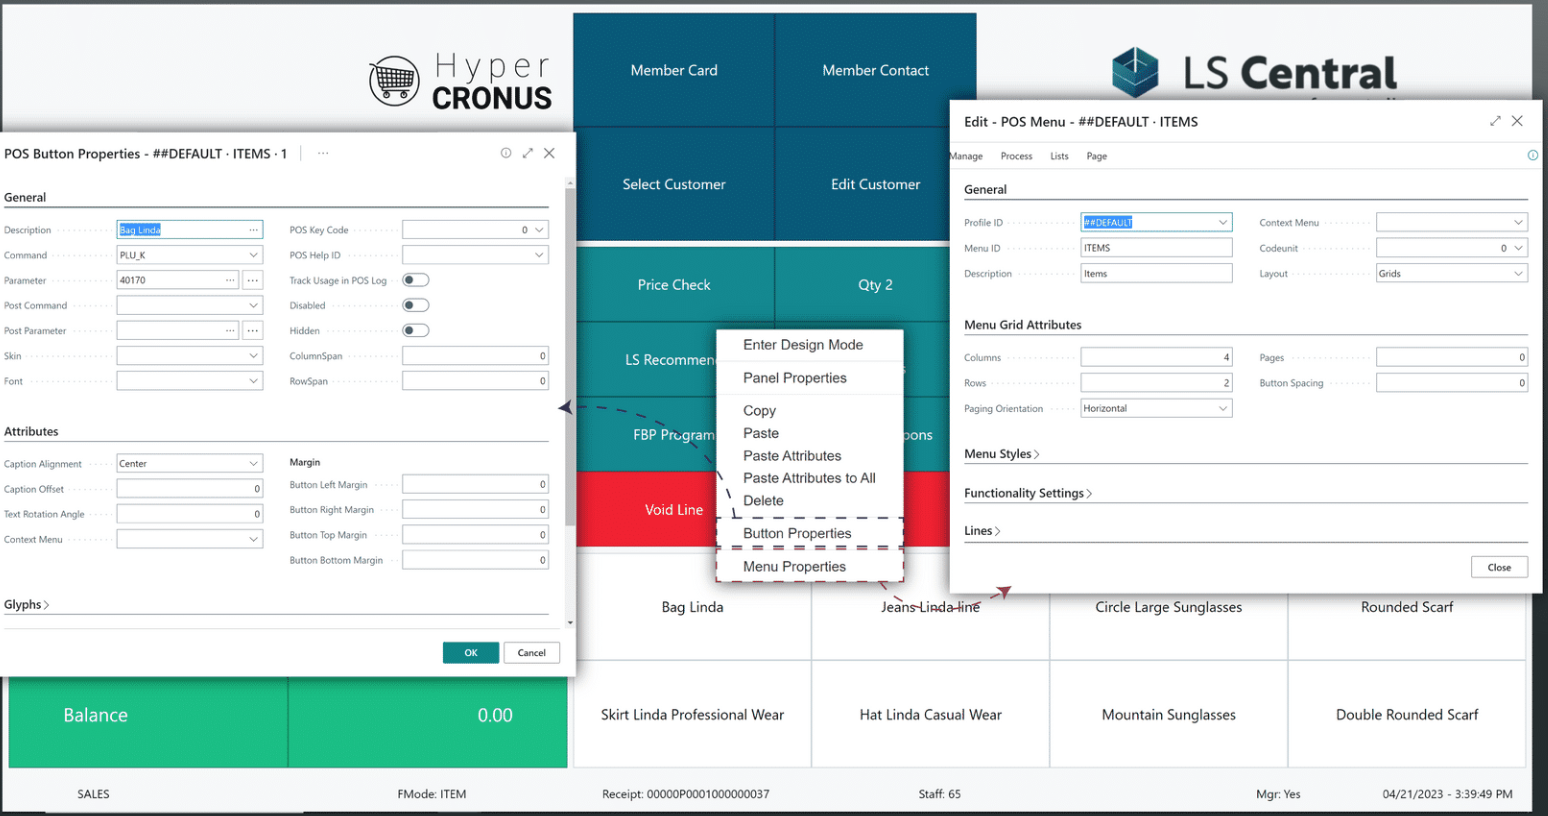 Hyper
CRONUS
Member Card
Member Contact
LS Central
Select Customer
Edit Customer
Price Check
Qty 2
LS Recommen
FBP Program
pons
Void Line
POS Button Properties - ##DEFAULT · ITEMS · 1
General
Description
Bag Linda
POS Key Code
0
Command
PLU_K
POS Help ID
Parameter
40170
Track Usage in POS Log
Post Command
Disabled
Post Parameter
Hidden
Skin
ColumnSpan
0
Font
RowSpan
0
Attributes
Caption Alignment
Center
Margin
Caption Offset
0
Button Left Margin
0
Text Rotation Angle
0
Button Right Margin
0
Context Menu
Button Top Margin
0
Button Bottom Margin
0
Glyphs
OK
Cancel
Enter Design Mode
Panel Properties
Copy
Paste
Paste Attributes
Paste Attributes to All
Delete
Button Properties
Menu Properties
Edit - POS Menu - ##DEFAULT · ITEMS
Manage
Process
Lists
Page
General
Profile ID
##DEFAULT
Context Menu
Menu ID
ITEMS
Codeunit
0
Description
Items
Layout
Grids
Menu Grid Attributes
Columns
4
Pages
0
Rows
2
Button Spacing
0
Paging Orientation
Horizontal
Menu Styles
Functionality Settings
Lines
Close
Bag Linda
Jeans Linda line
Circle Large Sunglasses
Rounded Scarf
Skirt Linda Professional Wear
Hat Linda Casual Wear
Mountain Sunglasses
Double Rounded Scarf
Balance
0.00
SALES
FMode: ITEM
Receipt: 00000P0001000000037
Staff: 65
Mgr: Yes
04/21/2023 - 3:39:49 PM